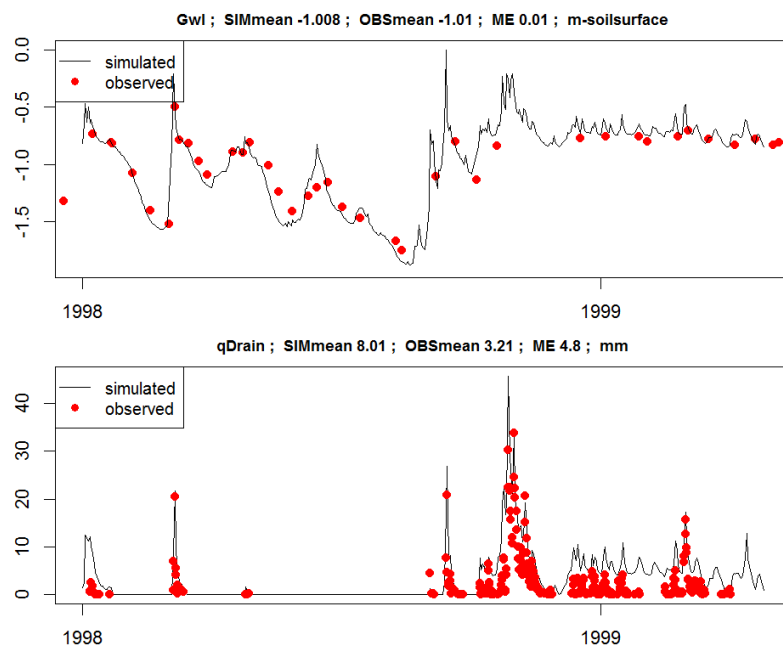 Gwl ;  SIMmean -1.008 ;  OBSmean -1.01 ;  ME 0.01 ;  m-soilsurface
simulated
observed
0.0
-0.5
-1.0
-1.5
1998
1999
qDrain ;  SIMmean 8.01 ;  OBSmean 3.21 ;  ME 4.8 ;  mm
simulated
observed
40
30
20
10
0
1998
1999